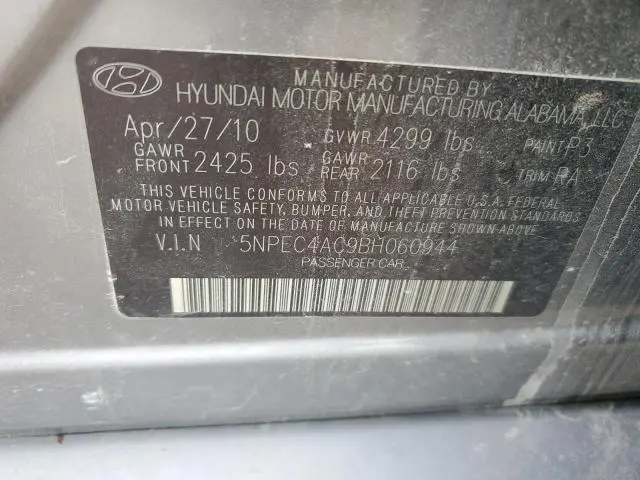 MANUFACTURED BY
HYUNDAI MOTOR MANUFACTURING ALABAMA, LLC
Apr/27/10 GVWR 4299 lbs PAINT P3
GAWR FRONT 2425 lbs GAWR REAR 2116 lbs TRIM RA
THIS VEHICLE CONFORMS TO ALL APPLICABLE U.S.A. FEDERAL
MOTOR VEHICLE SAFETY, BUMPER, AND THEFT PREVENTION STANDARDS
IN EFFECT ON THE DATE OF MANUFACTURE SHOWN ABOVE
V.I.N 5NPEC4AC9BH060944
PASSENGER CAR